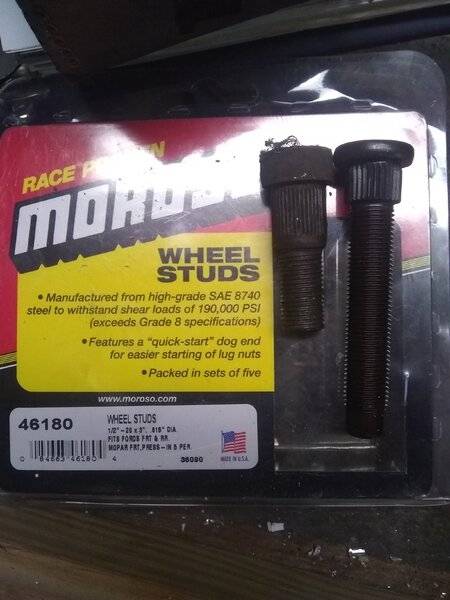 RACE PROVEN
MOROSO
WHEEL
STUDS
• Manufactured from high-grade SAE 8740
steel to withstand shear loads of 190,000 PSI
(exceeds Grade 8 specifications)
• Features a "quick-start" dog end
for easier starting of lug nuts
• Packed in sets of five
www.moroso.com
46180
WHEEL STUDS
1/2"-20 x 3", .615" DIA
FITS FORDS FRT & RR,
MOPAR FRT,PRESS-IN 5 PER
MADE IN U.S.A.